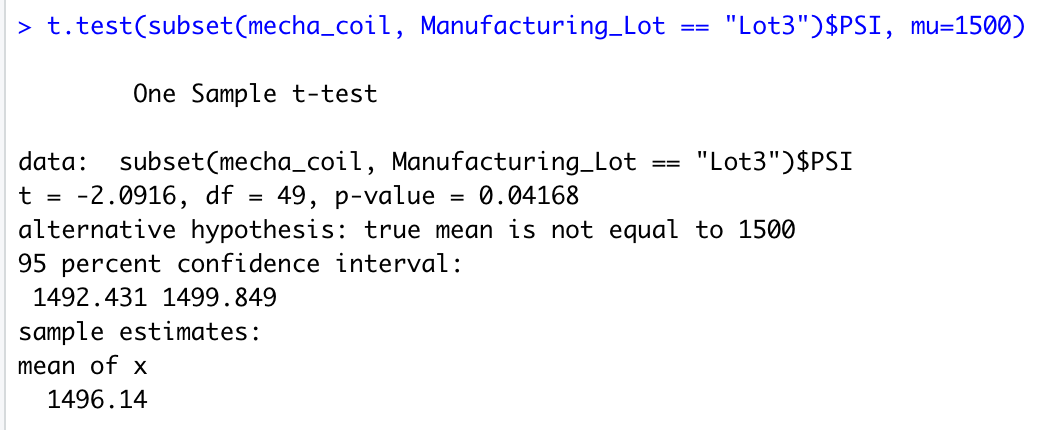 > t.test(subset(mecha_coil, Manufacturing_Lot == "Lot3")$PSI, mu=1500)
One Sample t-test
data:  subset(mecha_coil, Manufacturing_Lot == "Lot3")$PSI
t = -2.0916, df = 49, p-value = 0.04168
alternative hypothesis: true mean is not equal to 1500
95 percent confidence interval:
1492.431 1499.849
sample estimates:
mean of x
1496.14